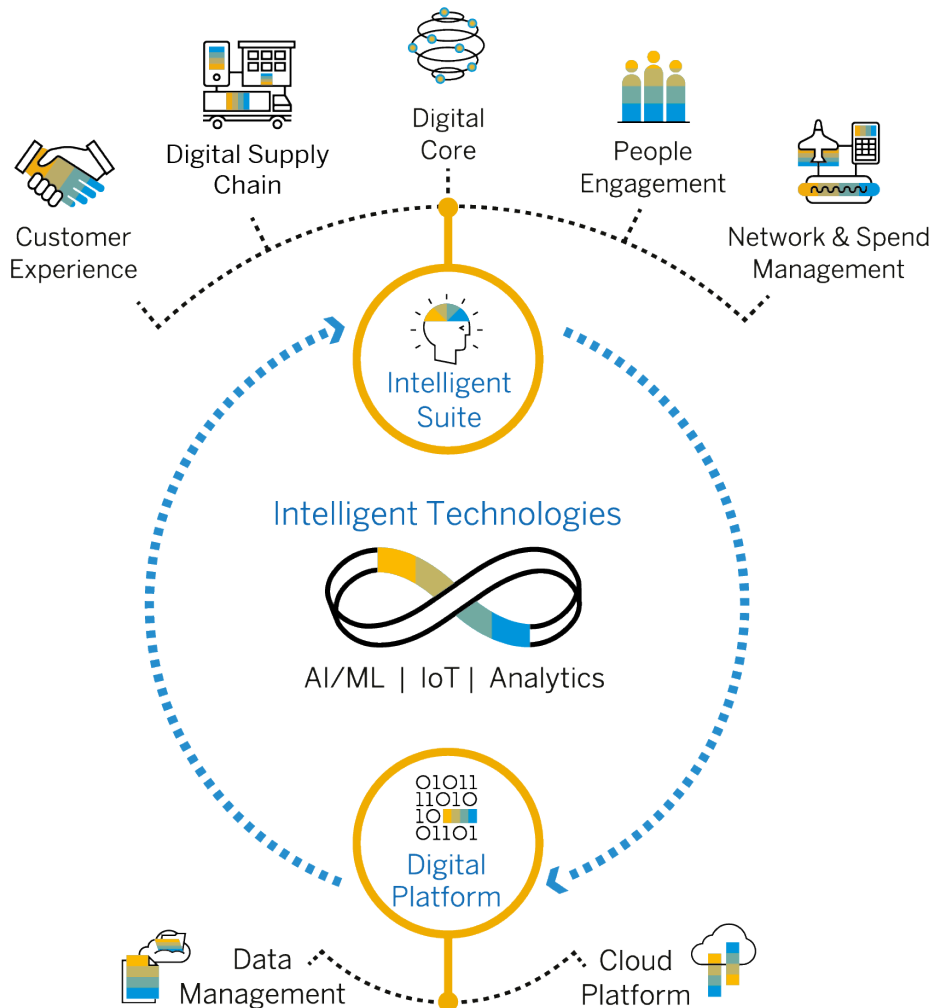 Digital
Core
Digital Supply
Chain
People
Engagement
Customer
Experience
Network & Spend
Management
Intelligent
Suite
Intelligent Technologies
AI/ML | IoT | Analytics
01011
11010
10
01101
Digital
Platform
Data
Management
Cloud
Platform